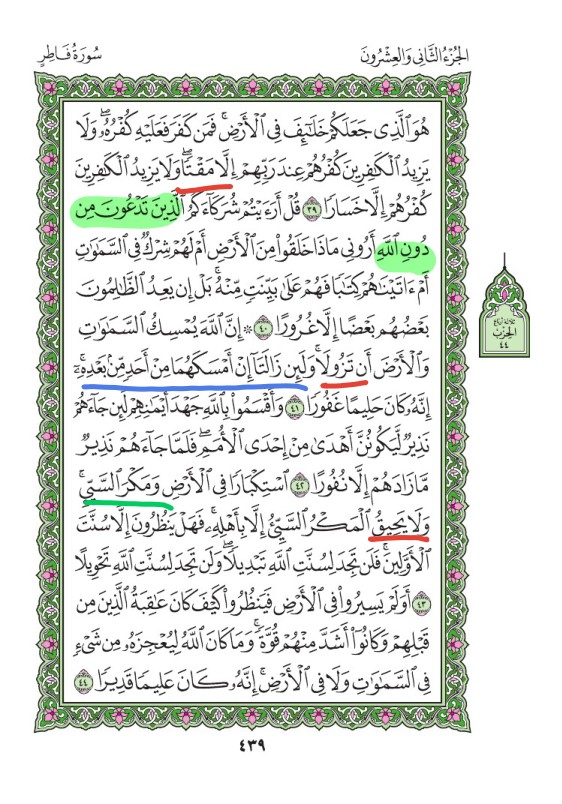 سُورَةُ فَاطِرٍ
الجُزْءُ الثَّانِي وَالعِشْرُونَ
هُوَ ٱلَّذِى جَعَلَكُمْ خَلَٰٓئِفَ فِى ٱلْأَرْضِ ۚ فَمَن كَفَرَ فَعَلَيْهِ كُفْرُهُۥ ۖ وَلَا
يَزِيدُ ٱلْكَٰفِرِينَ كُفْرُهُمْ عِندَ رَبِّهِمْ إِلَّا مَقْتًا ۖ وَلَا يَزِيدُ ٱلْكَٰفِرِينَ
كُفْرُهُمْ إِلَّا خَسَارًا ٣٩ قُلْ أَرَءَيْتُمْ شُرَكَآءَكُمُ ٱلَّذِينَ تَدْعُونَ مِن
دُونِ ٱللَّهِ أَرُونِى مَاذَا خَلَقُوا۟ مِنَ ٱلْأَرْضِ أَمْ لَهُمْ شِرْكٌ فِى ٱلسَّمَٰوَٰتِ
أَمْ ءَاتَيْنَٰهُمْ كِتَٰبًا فَهُمْ عَلَىٰ بَيِّنَتٍ مِّنْهُ ۚ بَلْ إِن يَعِدُ ٱلظَّٰلِمُونَ
بَعْضُهُم بَعْضًا إِلَّا غُرُورًا ٤٠ ۞ إِنَّ ٱللَّهَ يُمْسِكُ ٱلسَّمَٰوَٰتِ
وَٱلْأَرْضَ أَن تَزُولَا ۚ وَلَئِن زَالَتَآ إِنْ أَمْسَكَهُمَا مِنْ أَحَدٍ مِّنۢ بَعْدِهِۦٓ ۚ
إِنَّهُۥ كَانَ حَلِيمًا غَفُورًا ٤١ وَأَقْسَمُوا۟ بِٱللَّهِ جَهْدَ أَيْمَٰنِهِمْ لَئِن جَآءَهُمْ
نَذِيرٌ لَّيَكُونُنَّ أَهْدَىٰ مِنْ إِحْدَى ٱلْأُمَمِ ۖ فَلَمَّا جَآءَهُمْ نَذِيرٌ
مَّا زَادَهُمْ إِلَّا نُفُورًا ٤٢ ٱسْتِكْبَارًا فِى ٱلْأَرْضِ وَمَكْرَ ٱلسَّيِّئِ ۚ
وَلَا يَحِيقُ ٱلْمَكْرُ ٱلسَّيِّئُ إِلَّا بِأَهْلِهِۦ ۚ فَهَلْ يَنظُرُونَ إِلَّا سُنَّتَ
ٱلْأَوَّلِينَ ۚ فَلَن تَجِدَ لِسُنَّتِ ٱللَّهِ تَبْدِيلًا ۖ وَلَن تَجِدَ لِسُنَّتِ ٱللَّهِ تَحْوِيلًا
٤٣ أَوَلَمْ يَسِيرُوا۟ فِى ٱلْأَرْضِ فَيَنظُرُوا۟ كَيْفَ كَانَ عَٰقِبَةُ ٱلَّذِينَ مِن
قَبْلِهِمْ وَكَانُوٓا۟ أَشَدَّ مِنْهُمْ قُوَّةً ۚ وَمَا كَانَ ٱللَّهُ لِيُعْجِزَهُۥ مِن شَىْءٍ
فِى ٱلسَّمَٰوَٰتِ وَلَا فِى ٱلْأَرْضِ ۚ إِنَّهُۥ كَانَ عَلِيمًا قَدِيرًا ٤٤
ثلاثة أرباع
الحزب
٤٤
٤٣٩